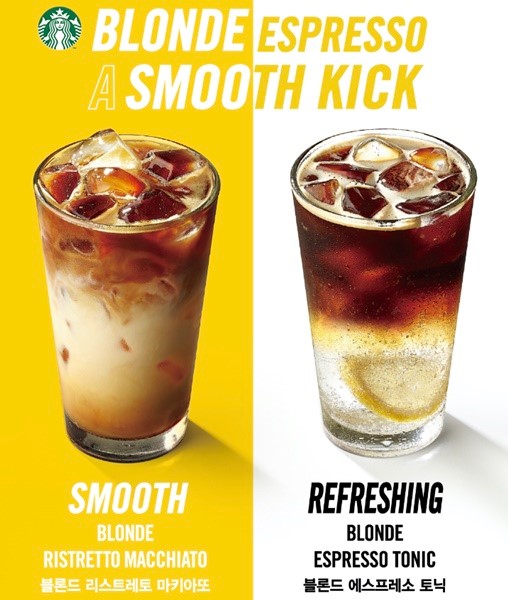 BLONDE ESPRESSO
A SMOOTH KICK
SMOOTH
BLONDE
RISTRETTO MACCHIATO
블론드 리스트레토 마키아또
REFRESHING
BLONDE
ESPRESSO TONIC
블론드 에스프레소 토닉